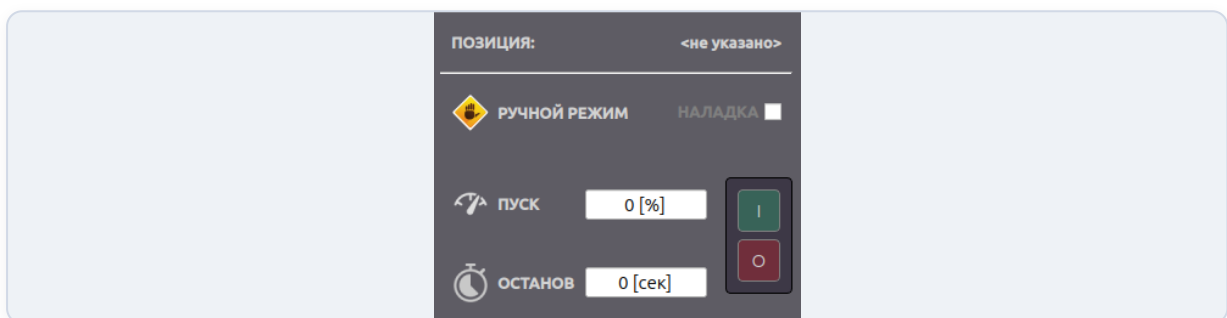 ПОЗИЦИЯ: <не указано>
РУЧНОЙ РЕЖИМ НАЛАДКА
ПУСК 0 [%] I
ОСТАНОВ 0 [сек] O